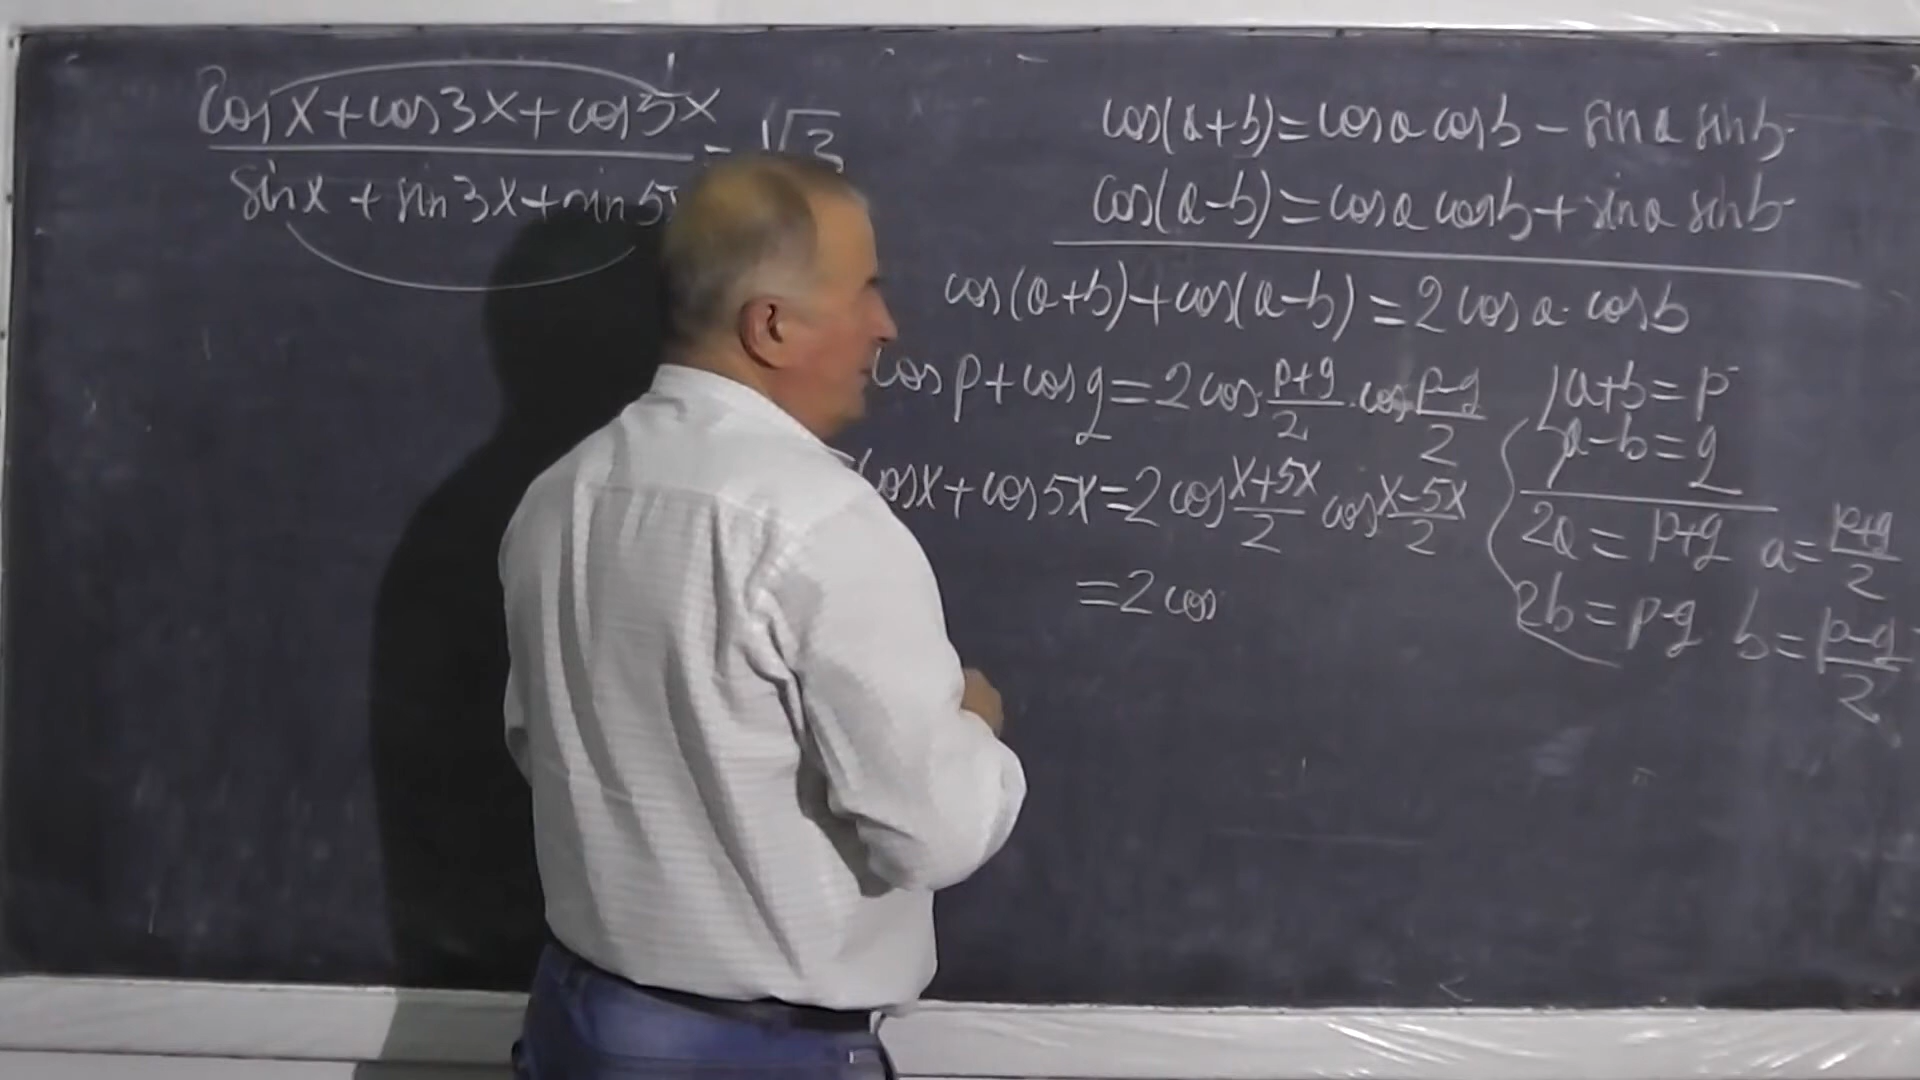 cos x + cos 3x + cos 5x
sin x + sin 3x + sin 5x
= √3
cos(a+b) = cos a cos b - sin a sin b
cos(a-b) = cos a cos b + sin a sin b
cos(a+b) + cos(a-b) = 2 cos a · cos b
cos p + cos q = 2 cos (p+q)/2 · cos (p-q)/2
cos x + cos 5x = 2 cos (x+5x)/2 cos (x-5x)/2
= 2 cos
a+b = p
a-b = q
2a = p+q a = (p+q)/2
2b = p-q b = (p-q)/2